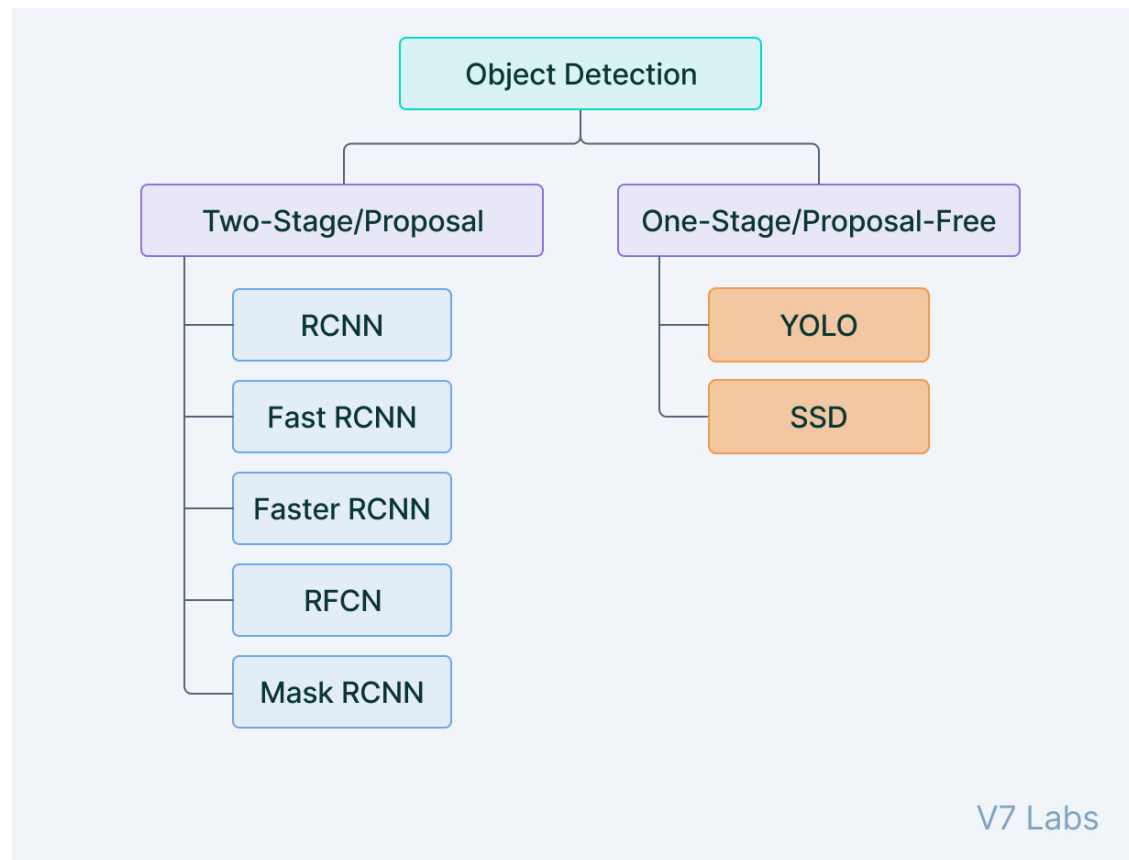 Object Detection
Two-Stage/Proposal
One-Stage/Proposal-Free
RCNN
Fast RCNN
Faster RCNN
RFCN
Mask RCNN
YOLO
SSD
V7 Labs